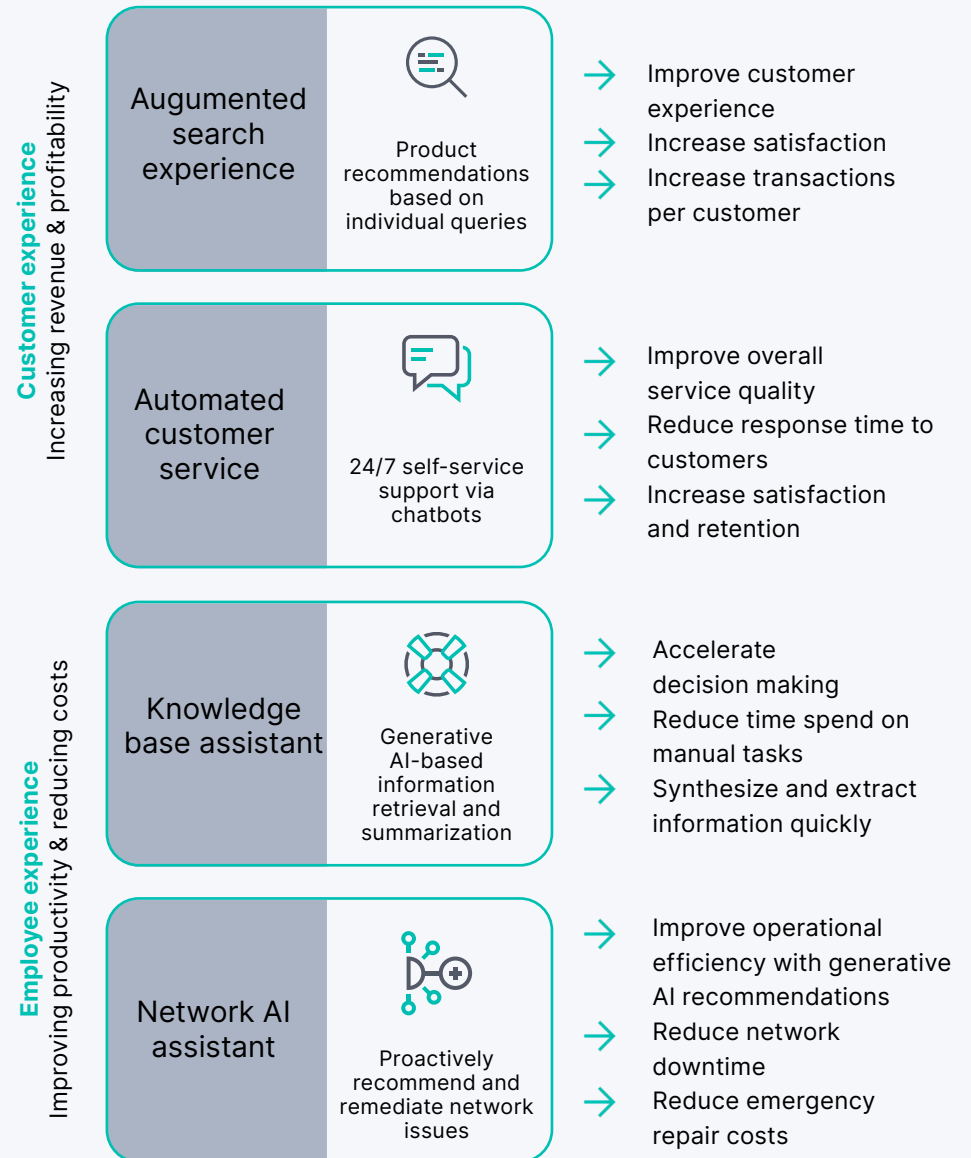 Customer experience
Increasing revenue & profitability
Augumented
search
experience
Product
recommendations
based on
individual queries
Improve customer
experience
Increase satisfaction
Increase transactions
per customer
Automated
customer
service
24/7 self-service
support via
chatbots
Improve overall
service quality
Reduce response time to
customers
Increase satisfaction
and retention
Employee experience
Improving productivity & reducing costs
Knowledge
base assistant
Generative
AI-based
information
retrieval and
summarization
Accelerate
decision making
Reduce time spend on
manual tasks
Synthesize and extract
information quickly
Network AI
assistant
Proactively
recommend and
remediate network
issues
Improve operational
efficiency with generative
AI recommendations
Reduce network
downtime
Reduce emergency
repair costs